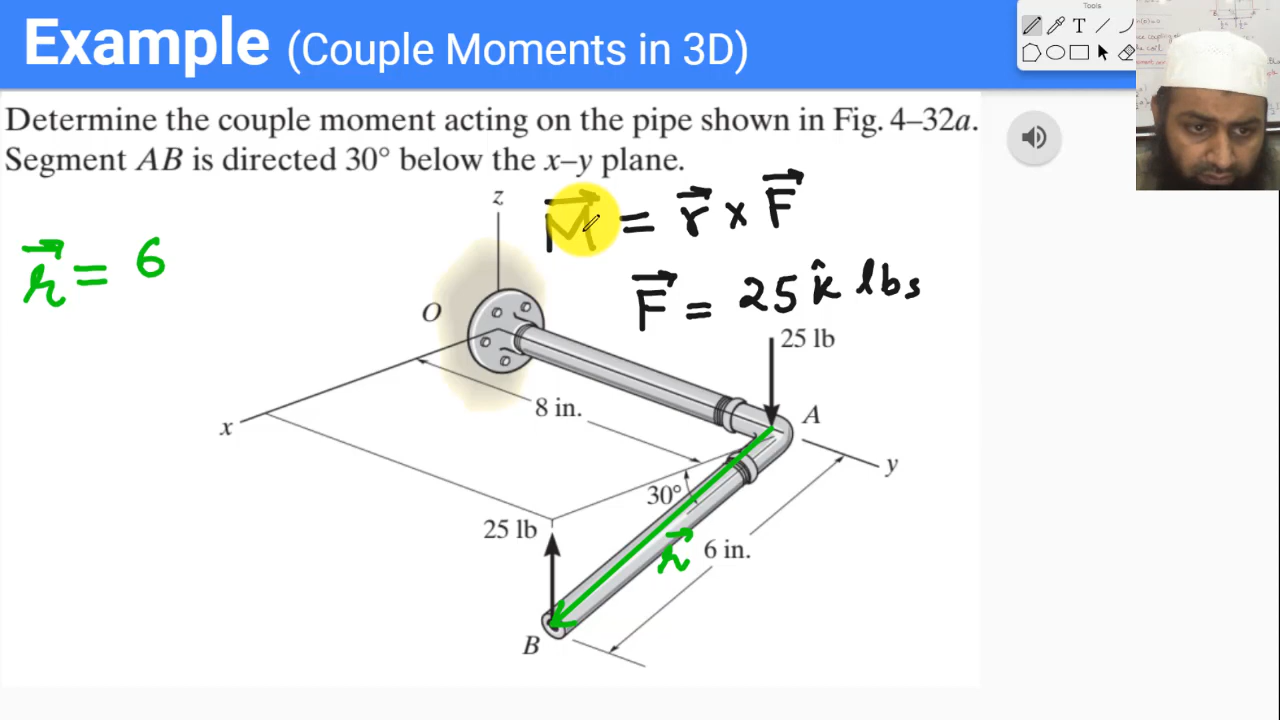 Example (Couple Moments in 3D)
Tools
T
Determine the couple moment acting on the pipe shown in Fig. 4–32a.
Segment AB is directed 30° below the x–y plane.
z
M⃗ = r⃗ x F⃗
r⃗ = 6
F⃗ = 25 k̂ lbs
O
25 lb
8 in.
A
x
y
30°
25 lb
r⃗
6 in.
B